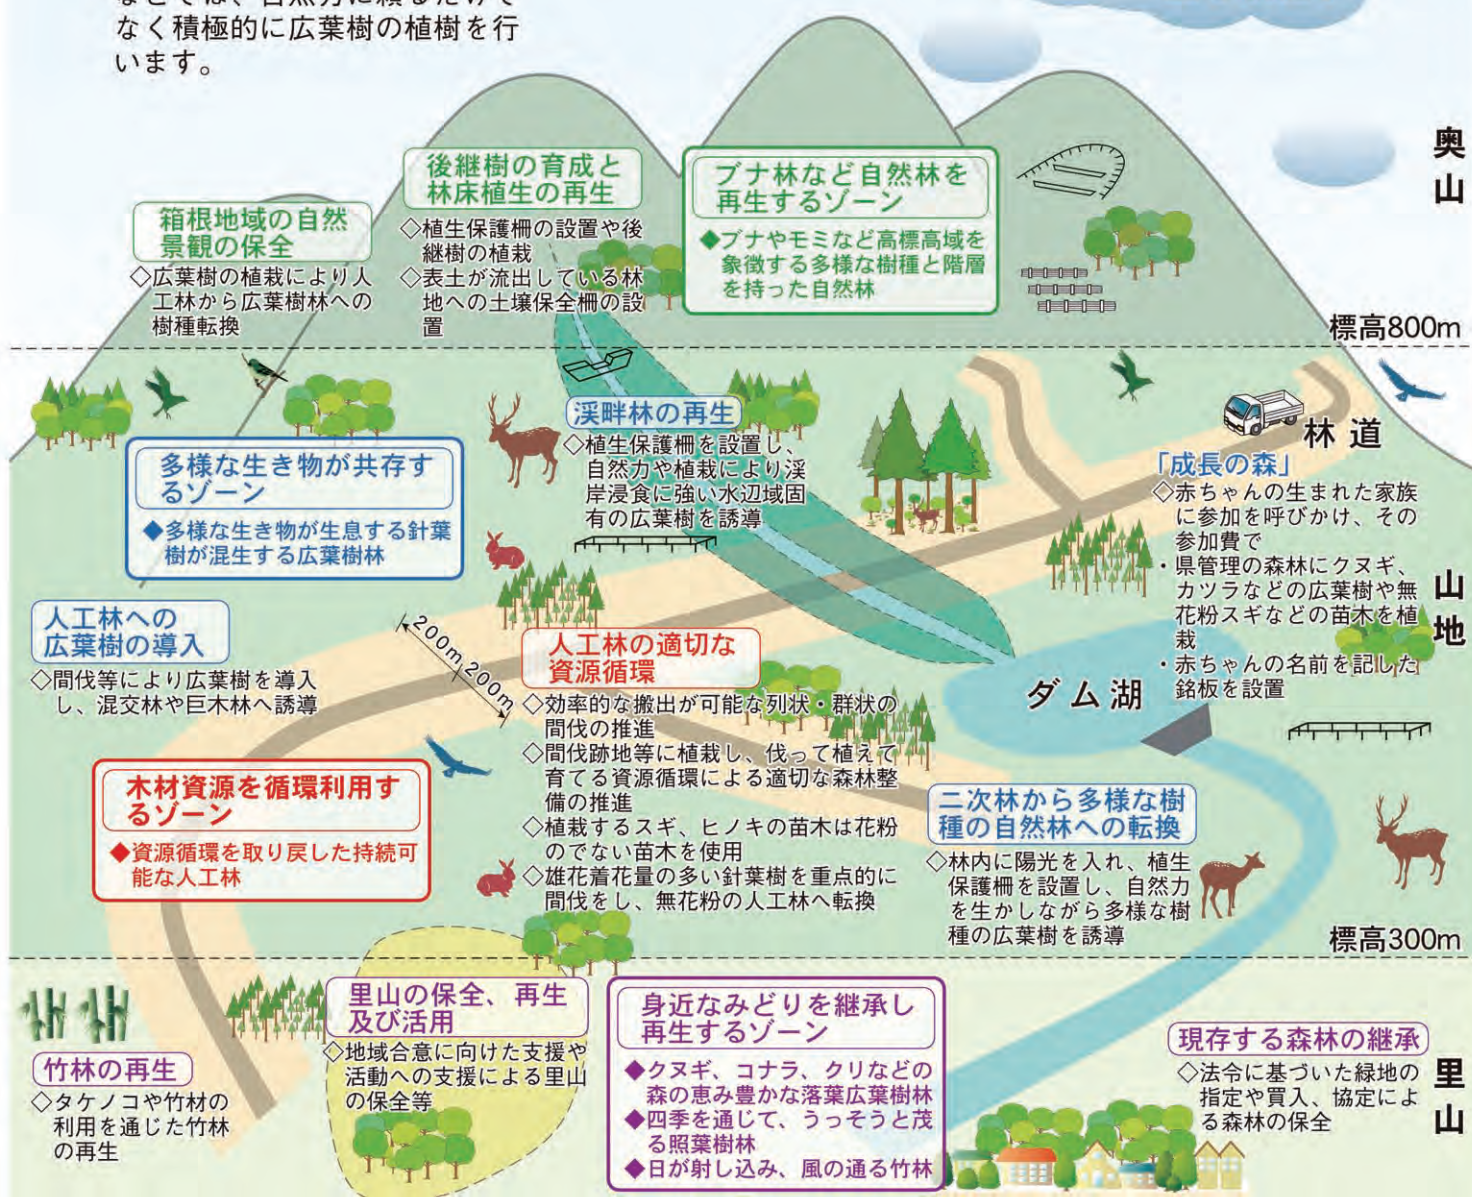 なく積極的に広葉樹の植樹を行
います。
奥山
後継樹の育成と
林床植生の再生
◇植生保護柵の設置や後
継樹の植栽
◇表土が流出している林
地への土壌保全柵の設
置
ブナ林など自然林を
再生するゾーン
◆ブナやモミなど高標高域を
象徴する多様な樹種と階層
を持った自然林
箱根地域の自然
景観の保全
◇広葉樹の植栽により人
工林から広葉樹林への
樹種転換
標高800m
渓畔林の再生
◇植生保護柵を設置し、
自然力や植栽により渓
岸浸食に強い水辺域固
有の広葉樹を誘導
林道
多様な生き物が共存す
るゾーン
◆多様な生き物が生息する針葉
樹が混生する広葉樹林
「成長の森」
◇赤ちゃんの生まれた家族
に参加を呼びかけ、その
参加費で
・県管理の森林にクヌギ、
カツラなどの広葉樹や無
花粉スギなどの苗木を植
栽
・赤ちゃんの名前を記した
銘板を設置
山地
人工林への
広葉樹の導入
◇間伐等により広葉樹を導入
し、混交林や巨木林へ誘導
200m
200m
人工林の適切な
資源循環
◇効率的な搬出が可能な列状・群状の
間伐の推進
◇間伐跡地等に植栽し、伐って植えて
育てる資源循環による適切な森林整
備の推進
◇植栽するスギ、ヒノキの苗木は花粉
のでない苗木を使用
◇雄花着花量の多い針葉樹を重点的に
間伐をし、無花粉の人工林へ転換
ダム湖
木材資源を循環利用す
るゾーン
◆資源循環を取り戻した持続可
能な人工林
二次林から多様な樹
種の自然林への転換
◇林内に陽光を入れ、植生
保護柵を設置し、自然力
を生かしながら多様な樹
種の広葉樹を誘導
標高300m
里山の保全、再生
及び活用
◇地域合意に向けた支援や
活動への支援による里山
の保全等
身近なみどりを継承し
再生するゾーン
◆クヌギ、コナラ、クリなどの
森の恵み豊かな落葉広葉樹林
◆四季を通じて、うっそうと茂
る照葉樹林
◆日が射し込み、風の通る竹林
現存する森林の継承
◇法令に基づいた緑地の
指定や買入、協定によ
る森林の保全
里山
竹林の再生
◇タケノコや竹材の
利用を通じた竹林
の再生